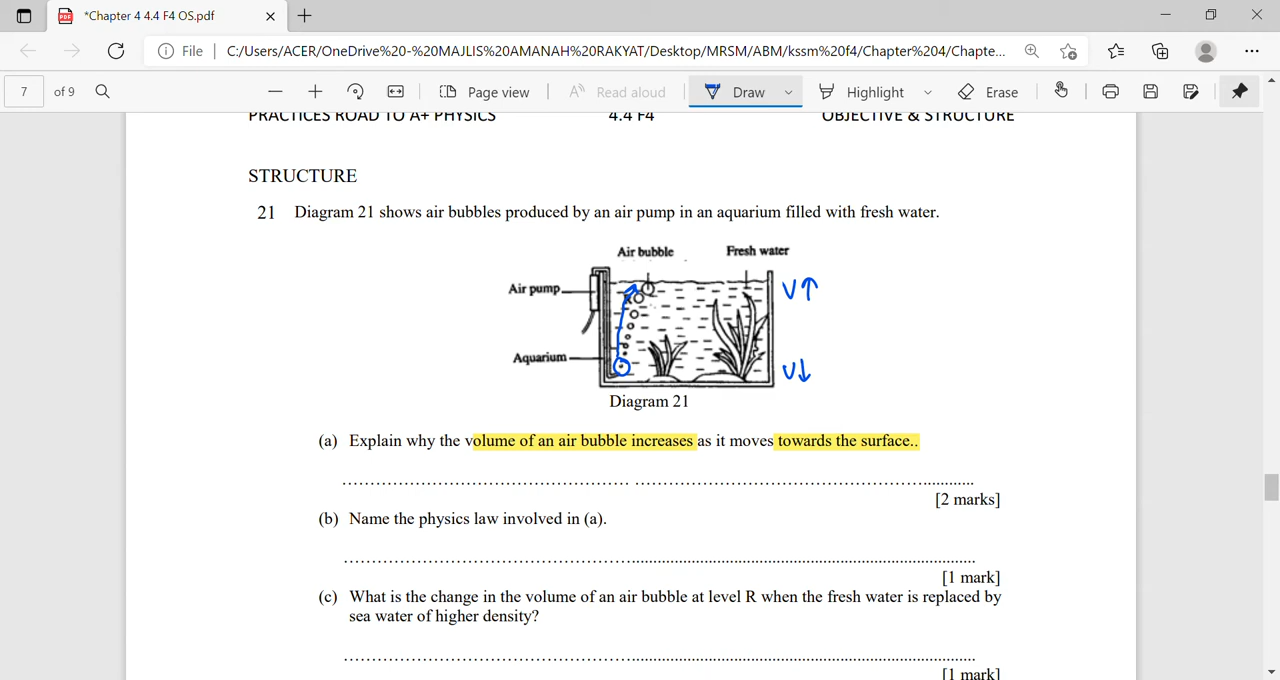 *Chapter 4 4.4 F4 OS.pdf
File C:/Users/ACER/OneDrive%20-%20MAJLIS%20AMANAH%20RAKYAT/Desktop/MRSM/ABM/kssm%20f4/Chapter%204/Chapte...
7 of 9 Page view Read aloud Draw Highlight Erase
PRACTICES ROAD TO A+ PHYSICS 4.4 F4 OBJECTIVE & STRUCTURE
STRUCTURE
21 Diagram 21 shows air bubbles produced by an air pump in an aquarium filled with fresh water.
Air bubble Fresh water
Air pump V↑
Aquarium V↓
Diagram 21
(a) Explain why the volume of an air bubble increases as it moves towards the surface..
[2 marks]
(b) Name the physics law involved in (a).
[1 mark]
(c) What is the change in the volume of an air bubble at level R when the fresh water is replaced by
sea water of higher density?
[1 mark]